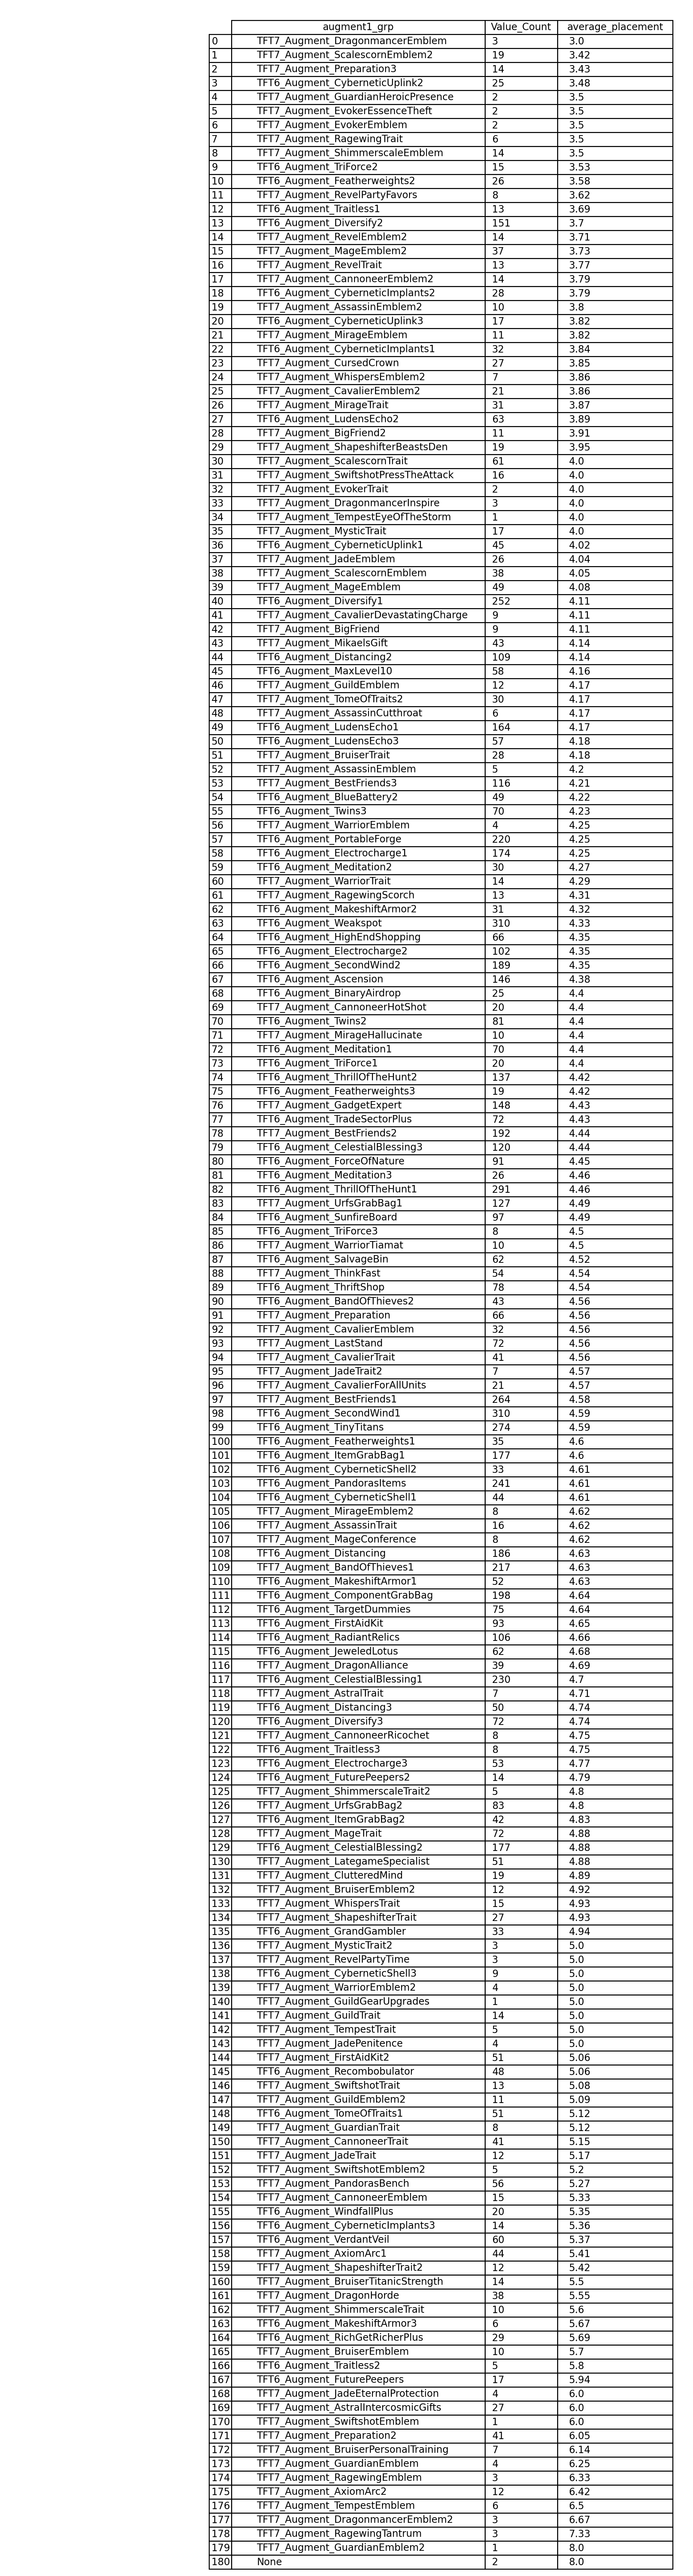 augment1_grp Value_Count average_placement
0 TFT7_Augment_DragonmancerEmblem 3 3.0
1 TFT7_Augment_ScalescornEmblem2 19 3.42
2 TFT7_Augment_Preparation3 14 3.43
3 TFT6_Augment_CyberneticUplink2 25 3.48
4 TFT7_Augment_GuardianHeroicPresence 2 3.5
5 TFT7_Augment_EvokerEssenceTheft 2 3.5
6 TFT7_Augment_EvokerEmblem 2 3.5
7 TFT7_Augment_RagewingTrait 6 3.5
8 TFT7_Augment_ShimmerscaleEmblem 14 3.5
9 TFT6_Augment_TriForce2 15 3.53
10 TFT6_Augment_Featherweights2 26 3.58
11 TFT7_Augment_RevelPartyFavors 8 3.62
12 TFT6_Augment_Traitless1 13 3.69
13 TFT6_Augment_Diversify2 151 3.7
14 TFT7_Augment_RevelEmblem2 14 3.71
15 TFT7_Augment_MageEmblem2 37 3.73
16 TFT7_Augment_RevelTrait 13 3.77
17 TFT7_Augment_CannoneerEmblem2 14 3.79
18 TFT6_Augment_CyberneticImplants2 28 3.79
19 TFT7_Augment_AssassinEmblem2 10 3.8
20 TFT6_Augment_CyberneticUplink3 17 3.82
21 TFT7_Augment_MirageEmblem 11 3.82
22 TFT6_Augment_CyberneticImplants1 32 3.84
23 TFT7_Augment_CursedCrown 27 3.85
24 TFT7_Augment_WhispersEmblem2 7 3.86
25 TFT7_Augment_CavalierEmblem2 21 3.86
26 TFT7_Augment_MirageTrait 31 3.87
27 TFT6_Augment_LudensEcho2 63 3.89
28 TFT7_Augment_BigFriend2 11 3.91
29 TFT7_Augment_ShapeshifterBeastsDen 19 3.95
30 TFT7_Augment_ScalescornTrait 61 4.0
31 TFT7_Augment_SwiftshotPressTheAttack 16 4.0
32 TFT7_Augment_EvokerTrait 2 4.0
33 TFT7_Augment_DragonmancerInspire 3 4.0
34 TFT7_Augment_TempestEyeOfTheStorm 1 4.0
35 TFT7_Augment_MysticTrait 17 4.0
36 TFT6_Augment_CyberneticUplink1 45 4.02
37 TFT7_Augment_JadeEmblem 26 4.04
38 TFT7_Augment_ScalescornEmblem 38 4.05
39 TFT7_Augment_MageEmblem 49 4.08
40 TFT6_Augment_Diversify1 252 4.11
41 TFT7_Augment_CavalierDevastatingCharge 9 4.11
42 TFT7_Augment_BigFriend 9 4.11
43 TFT7_Augment_MikaelsGift 43 4.14
44 TFT6_Augment_Distancing2 109 4.14
45 TFT7_Augment_MaxLevel10 58 4.16
46 TFT7_Augment_GuildEmblem 12 4.17
47 TFT7_Augment_TomeOfTraits2 30 4.17
48 TFT7_Augment_AssassinCutthroat 6 4.17
49 TFT6_Augment_LudensEcho1 164 4.17
50 TFT6_Augment_LudensEcho3 57 4.18
51 TFT7_Augment_BruiserTrait 28 4.18
52 TFT7_Augment_AssassinEmblem 5 4.2
53 TFT7_Augment_BestFriends3 116 4.21
54 TFT6_Augment_BlueBattery2 49 4.22
55 TFT6_Augment_Twins3 70 4.23
56 TFT7_Augment_WarriorEmblem 4 4.25
57 TFT6_Augment_PortableForge 220 4.25
58 TFT6_Augment_Electrocharge1 174 4.25
59 TFT6_Augment_Meditation2 30 4.27
60 TFT7_Augment_WarriorTrait 14 4.29
61 TFT7_Augment_RagewingScorch 13 4.31
62 TFT6_Augment_MakeshiftArmor2 31 4.32
63 TFT6_Augment_Weakspot 310 4.33
64 TFT6_Augment_HighEndShopping 66 4.35
65 TFT6_Augment_Electrocharge2 102 4.35
66 TFT6_Augment_SecondWind2 189 4.35
67 TFT6_Augment_Ascension 146 4.38
68 TFT6_Augment_BinaryAirdrop 25 4.4
69 TFT7_Augment_CannoneerHotShot 20 4.4
70 TFT6_Augment_Twins2 81 4.4
71 TFT7_Augment_MirageHallucinate 10 4.4
72 TFT6_Augment_Meditation1 70 4.4
73 TFT6_Augment_TriForce1 20 4.4
74 TFT6_Augment_ThrillOfTheHunt2 137 4.42
75 TFT6_Augment_Featherweights3 19 4.42
76 TFT7_Augment_GadgetExpert 148 4.43
77 TFT6_Augment_TradeSectorPlus 72 4.43
78 TFT7_Augment_BestFriends2 192 4.44
79 TFT6_Augment_CelestialBlessing3 120 4.44
80 TFT6_Augment_ForceOfNature 91 4.45
81 TFT6_Augment_Meditation3 26 4.46
82 TFT6_Augment_ThrillOfTheHunt1 291 4.46
83 TFT7_Augment_UrfsGrabBag1 127 4.49
84 TFT6_Augment_SunfireBoard 97 4.49
85 TFT6_Augment_TriForce3 8 4.5
86 TFT7_Augment_WarriorTiamat 10 4.5
87 TFT6_Augment_SalvageBin 62 4.52
88 TFT7_Augment_ThinkFast 54 4.54
89 TFT6_Augment_ThriftShop 78 4.54
90 TFT6_Augment_BandOfThieves2 43 4.56
91 TFT7_Augment_Preparation 66 4.56
92 TFT7_Augment_CavalierEmblem 32 4.56
93 TFT7_Augment_LastStand 72 4.56
94 TFT7_Augment_CavalierTrait 41 4.56
95 TFT7_Augment_JadeTrait2 7 4.57
96 TFT7_Augment_CavalierForAllUnits 21 4.57
97 TFT7_Augment_BestFriends1 264 4.58
98 TFT6_Augment_SecondWind1 310 4.59
99 TFT6_Augment_TinyTitans 274 4.59
100 TFT6_Augment_Featherweights1 35 4.6
101 TFT6_Augment_ItemGrabBag1 177 4.6
102 TFT6_Augment_CyberneticShell2 33 4.61
103 TFT6_Augment_PandorasItems 241 4.61
104 TFT6_Augment_CyberneticShell1 44 4.61
105 TFT7_Augment_MirageEmblem2 8 4.62
106 TFT7_Augment_AssassinTrait 16 4.62
107 TFT7_Augment_MageConference 8 4.62
108 TFT6_Augment_Distancing 186 4.63
109 TFT7_Augment_BandOfThieves1 217 4.63
110 TFT6_Augment_MakeshiftArmor1 52 4.63
111 TFT6_Augment_ComponentGrabBag 198 4.64
112 TFT6_Augment_TargetDummies 75 4.64
113 TFT6_Augment_FirstAidKit 93 4.65
114 TFT6_Augment_RadiantRelics 106 4.66
115 TFT6_Augment_JeweledLotus 62 4.68
116 TFT7_Augment_DragonAlliance 39 4.69
117 TFT6_Augment_CelestialBlessing1 230 4.7
118 TFT7_Augment_AstralTrait 7 4.71
119 TFT6_Augment_Distancing3 50 4.74
120 TFT6_Augment_Diversify3 72 4.74
121 TFT7_Augment_CannoneerRicochet 8 4.75
122 TFT6_Augment_Traitless3 8 4.75
123 TFT6_Augment_Electrocharge3 53 4.77
124 TFT6_Augment_FuturePeepers2 14 4.79
125 TFT7_Augment_ShimmerscaleTrait2 5 4.8
126 TFT7_Augment_UrfsGrabBag2 83 4.8
127 TFT6_Augment_ItemGrabBag2 42 4.83
128 TFT7_Augment_MageTrait 72 4.88
129 TFT6_Augment_CelestialBlessing2 177 4.88
130 TFT7_Augment_LategameSpecialist 51 4.88
131 TFT7_Augment_ClutteredMind 19 4.89
132 TFT7_Augment_BruiserEmblem2 12 4.92
133 TFT7_Augment_WhispersTrait 15 4.93
134 TFT7_Augment_ShapeshifterTrait 27 4.93
135 TFT6_Augment_GrandGambler 33 4.94
136 TFT7_Augment_MysticTrait2 3 5.0
137 TFT7_Augment_RevelPartyTime 3 5.0
138 TFT6_Augment_CyberneticShell3 9 5.0
139 TFT7_Augment_WarriorEmblem2 4 5.0
140 TFT7_Augment_GuildGearUpgrades 1 5.0
141 TFT7_Augment_GuildTrait 14 5.0
142 TFT7_Augment_TempestTrait 5 5.0
143 TFT7_Augment_JadePenitence 4 5.0
144 TFT7_Augment_FirstAidKit2 51 5.06
145 TFT6_Augment_Recombobulator 48 5.06
146 TFT7_Augment_SwiftshotTrait 13 5.08
147 TFT7_Augment_GuildEmblem2 11 5.09
148 TFT6_Augment_TomeOfTraits1 51 5.12
149 TFT7_Augment_GuardianTrait 8 5.12
150 TFT7_Augment_CannoneerTrait 41 5.15
151 TFT7_Augment_JadeTrait 12 5.17
152 TFT7_Augment_SwiftshotEmblem2 5 5.2
153 TFT7_Augment_PandorasBench 56 5.27
154 TFT7_Augment_CannoneerEmblem 15 5.33
155 TFT6_Augment_WindfallPlus 20 5.35
156 TFT6_Augment_CyberneticImplants3 14 5.36
157 TFT6_Augment_VerdantVeil 60 5.37
158 TFT7_Augment_AxiomArc1 44 5.41
159 TFT7_Augment_ShapeshifterTrait2 12 5.42
160 TFT7_Augment_BruiserTitanicStrength 14 5.5
161 TFT7_Augment_DragonHorde 38 5.55
162 TFT7_Augment_ShimmerscaleTrait 10 5.6
163 TFT6_Augment_MakeshiftArmor3 6 5.67
164 TFT6_Augment_RichGetRicherPlus 29 5.69
165 TFT7_Augment_BruiserEmblem 10 5.7
166 TFT6_Augment_Traitless2 5 5.8
167 TFT6_Augment_FuturePeepers 17 5.94
168 TFT7_Augment_JadeEternalProtection 4 6.0
169 TFT7_Augment_AstralIntercosmicGifts 27 6.0
170 TFT7_Augment_SwiftshotEmblem 1 6.0
171 TFT7_Augment_Preparation2 41 6.05
172 TFT7_Augment_BruiserPersonalTraining 7 6.14
173 TFT7_Augment_GuardianEmblem 4 6.25
174 TFT7_Augment_RagewingEmblem 3 6.33
175 TFT7_Augment_AxiomArc2 12 6.42
176 TFT7_Augment_TempestEmblem 6 6.5
177 TFT7_Augment_DragonmancerEmblem2 3 6.67
178 TFT7_Augment_RagewingTantrum 3 7.33
179 TFT7_Augment_GuardianEmblem2 1 8.0
180 None 2 8.0